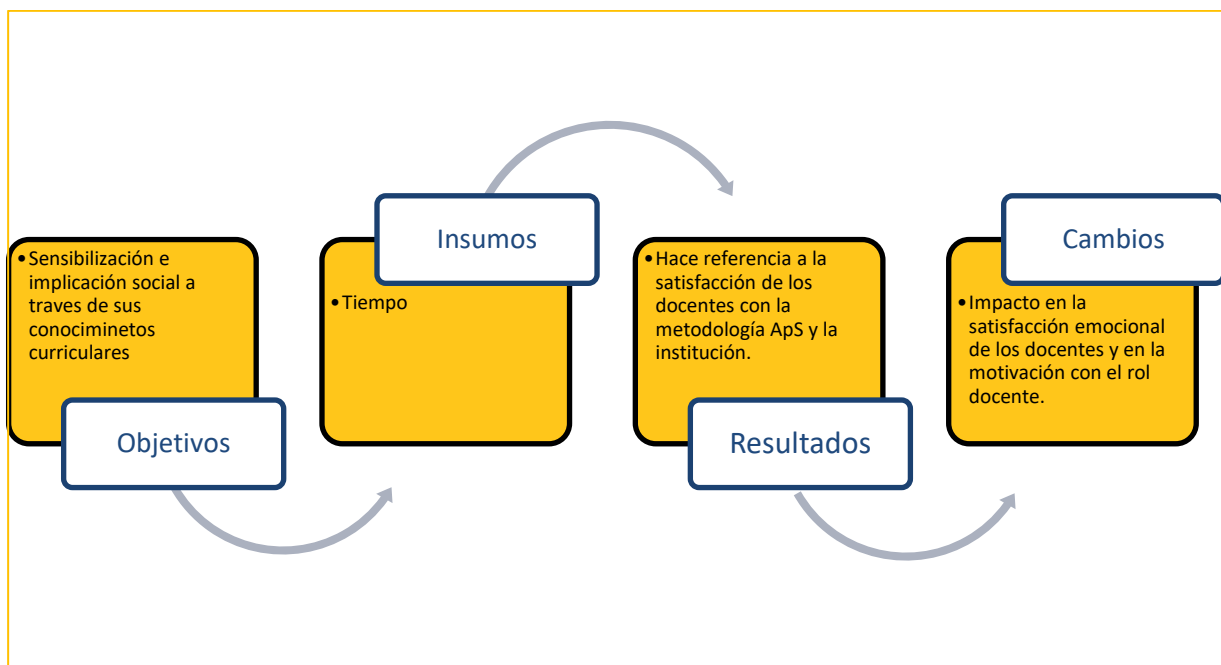 •Sensibilización e
implicación social a
traves de sus
conociminetos
curriculares
Objetivos
Insumos
•Tiempo
•Hace referencia a la
satisfacción de los
docentes con la
metodología ApS y la
institución.
Resultados
Cambios
•Impacto en la
satisfacción emocional
de los docentes y en la
motivación con el rol
docente.